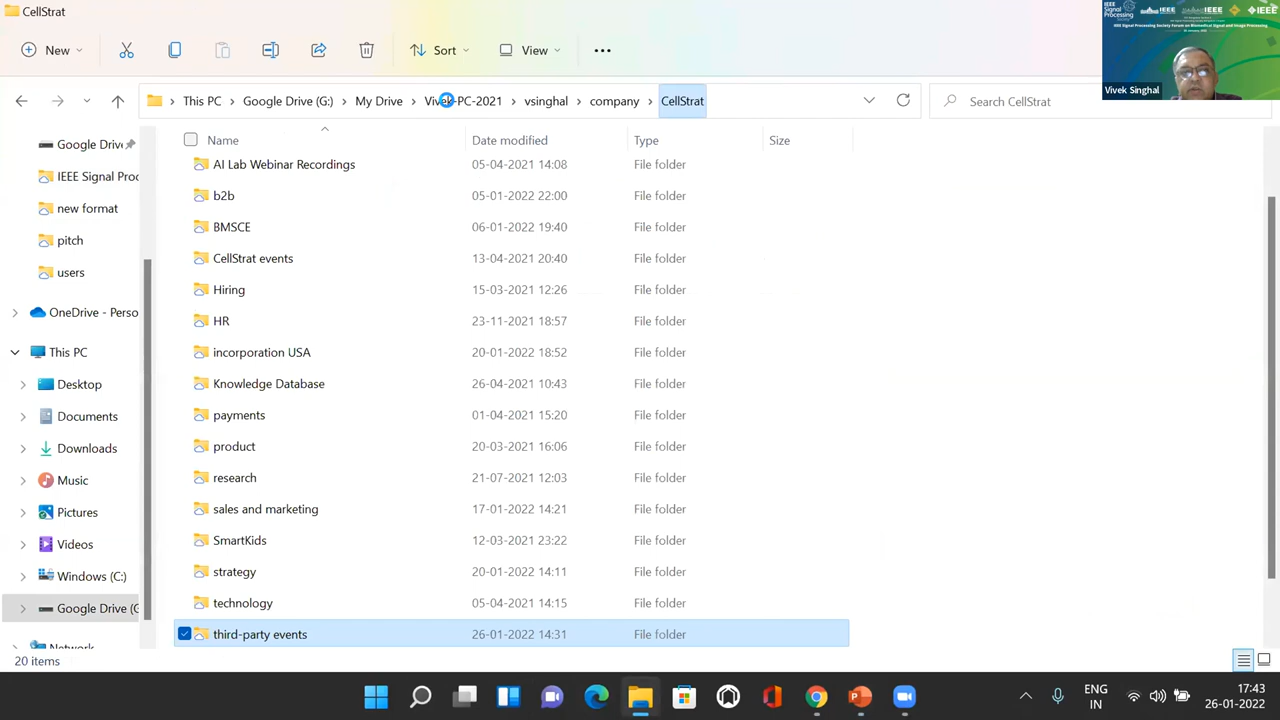 CellStrat
New
Sort
View
This PC
Google Drive (G:)
My Drive
Vivek-PC-2021
vsinghal
company
CellStrat
Search CellStrat
IEEE
Signal
Processing
Society
IEEE
IEEE
IEEE
Vivek Singhal
Name
Date modified
Type
Size
Google Driv
IEEE Signal Proc
new format
pitch
users
OneDrive - Perso
This PC
Desktop
Documents
Downloads
Music
Pictures
Videos
Windows (C:)
Google Drive (G
Network
AI Lab Webinar Recordings 05-04-2021 14:08 File folder
b2b 05-01-2022 22:00 File folder
BMSCE 06-01-2022 19:40 File folder
CellStrat events 13-04-2021 20:40 File folder
Hiring 15-03-2021 12:26 File folder
HR 23-11-2021 18:57 File folder
incorporation USA 20-01-2022 18:52 File folder
Knowledge Database 26-04-2021 10:43 File folder
payments 01-04-2021 15:20 File folder
product 20-03-2021 16:06 File folder
research 21-07-2021 12:03 File folder
sales and marketing 17-01-2022 14:21 File folder
SmartKids 12-03-2021 23:22 File folder
strategy 20-01-2022 14:11 File folder
technology 05-04-2021 14:15 File folder
third-party events 26-01-2022 14:31 File folder
20 items
ENG
IN
17:43
26-01-2022